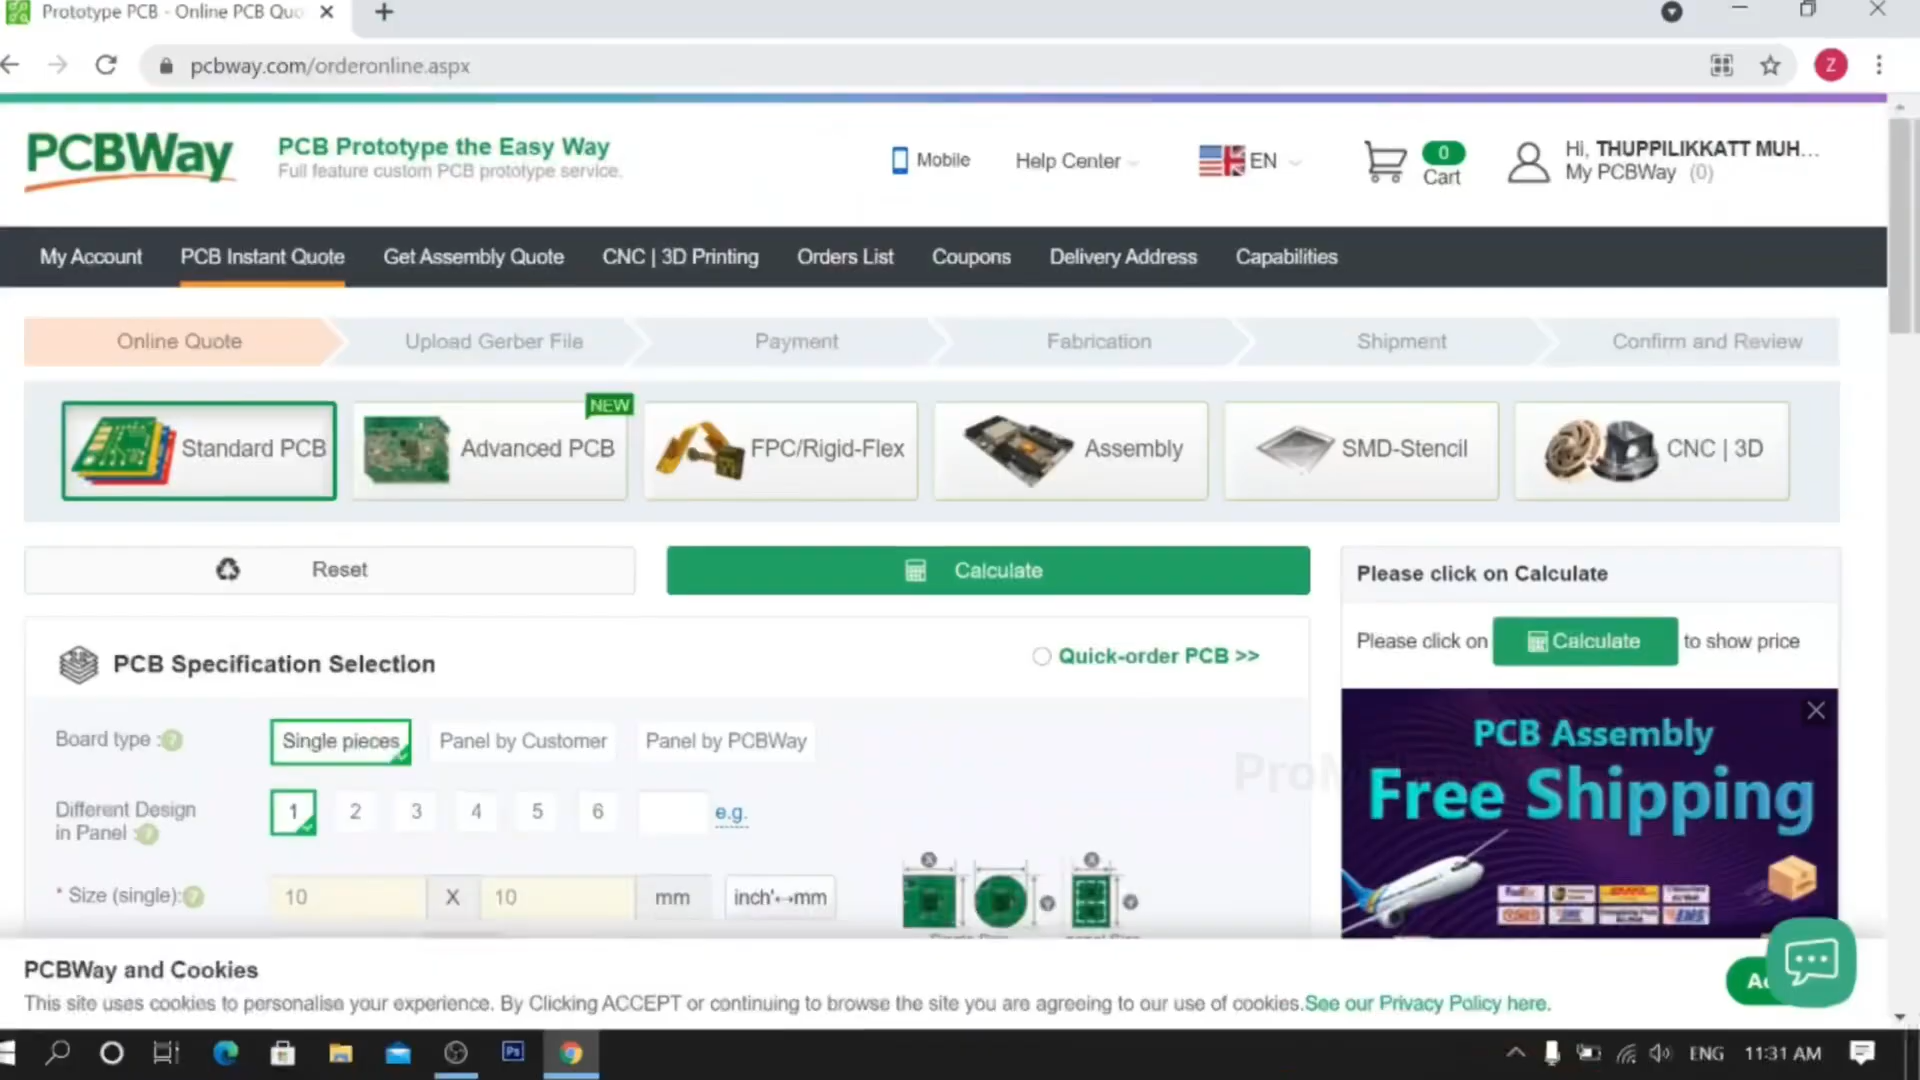 Prototype PCB - Online PCB Quo
pcbway.com/orderonline.aspx
Z
PCBWay
PCB Prototype the Easy Way
Full feature custom PCB prototype service.
Mobile
Help Center
EN
0
Cart
Hi, THUPPILIKKATT MUH...
My PCBWay (0)
My Account
PCB Instant Quote
Get Assembly Quote
CNC | 3D Printing
Orders List
Coupons
Delivery Address
Capabilities
Online Quote
Upload Gerber File
Payment
Fabrication
Shipment
Confirm and Review
Standard PCB
NEW
Advanced PCB
FPC/Rigid-Flex
Assembly
SMD-Stencil
CNC | 3D
Reset
Calculate
Please click on Calculate
Please click on Calculate to show price
PCB Specification Selection
Quick-order PCB >>
Board type :?
Single pieces
Panel by Customer
Panel by PCBWay
Different Design
in Panel :?
1 2 3 4 5 6
e.g.
* Size (single):?
10 X 10 mm
inch'↔mm
X X
Y Y
PCB Assembly
Free Shipping
PCBWay and Cookies
This site uses cookies to personalise your experience. By Clicking ACCEPT or continuing to browse the site you are agreeing to our use of cookies.See our Privacy Policy here.
Ps
ENG
11:31 AM